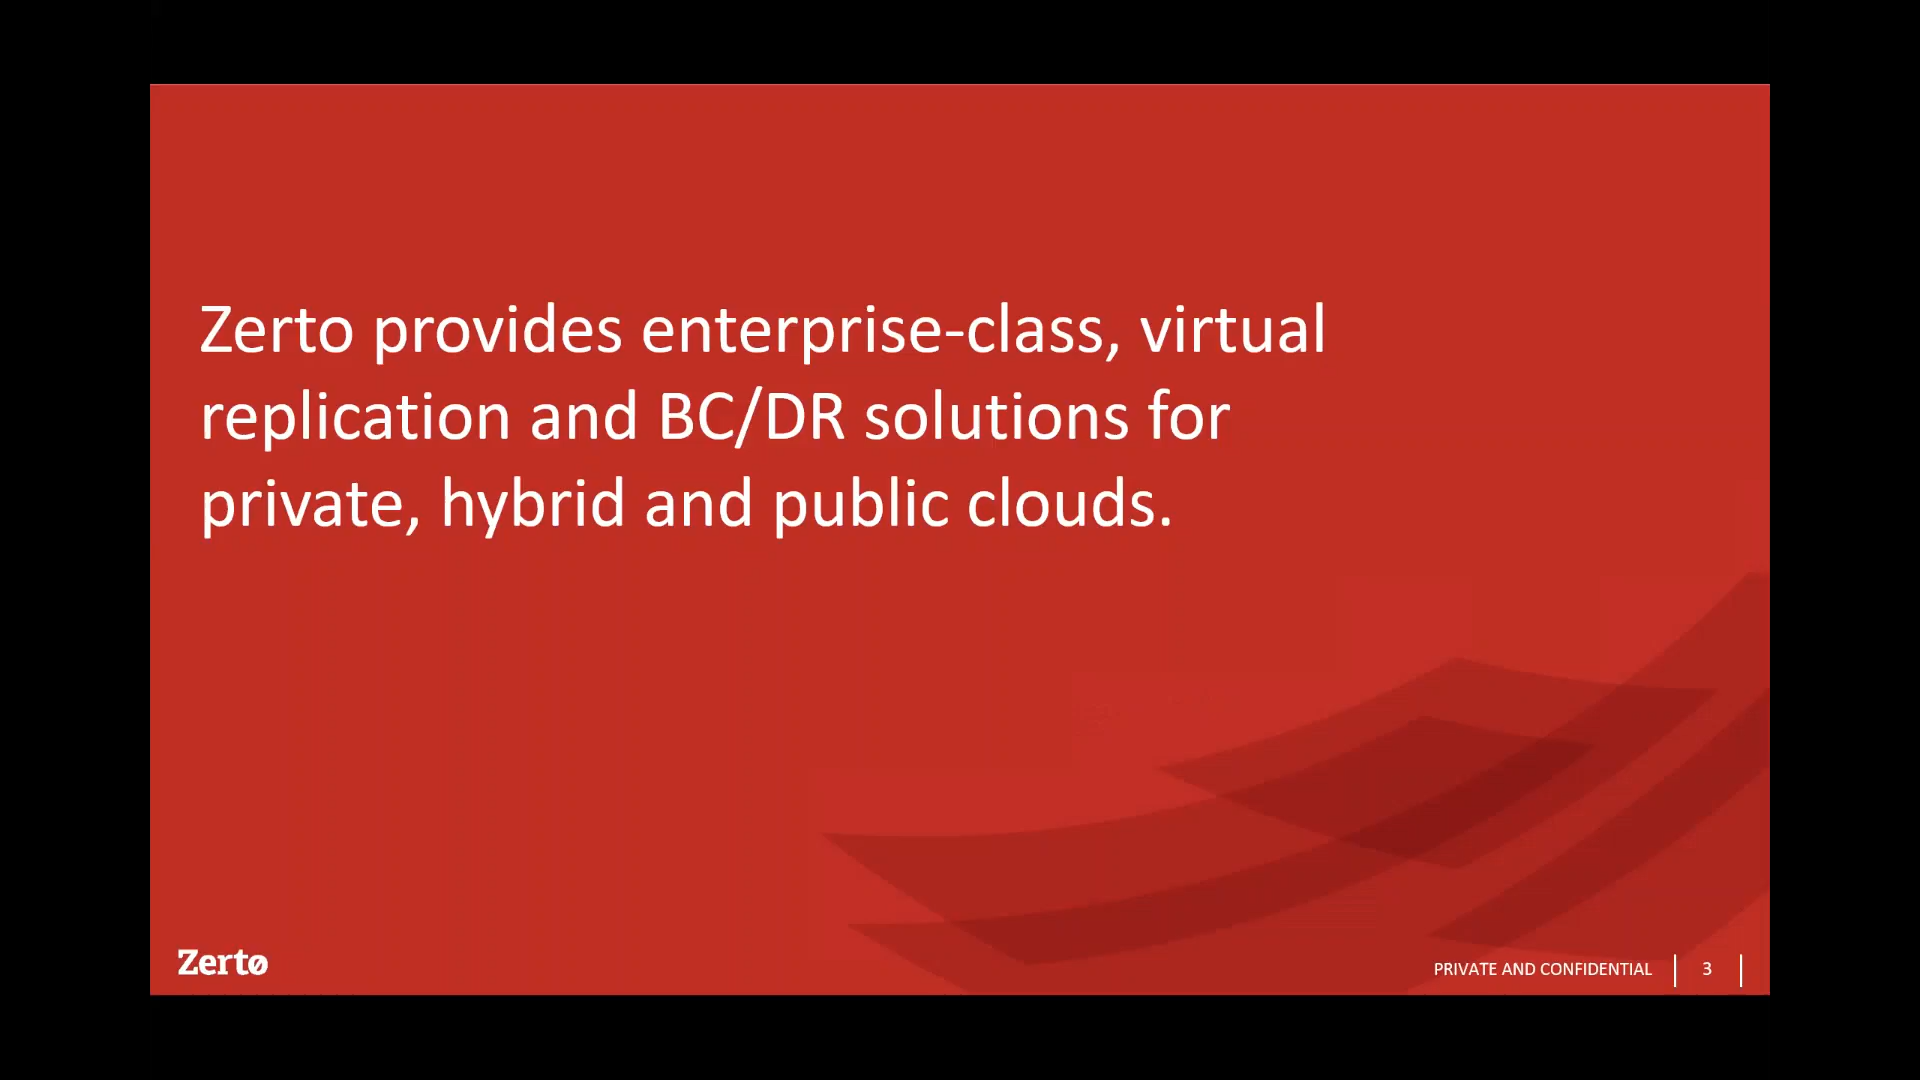 Zerto provides enterprise-class, virtual
replication and BC/DR solutions for
private, hybrid and public clouds.
Zertø
PRIVATE AND CONFIDENTIAL
3